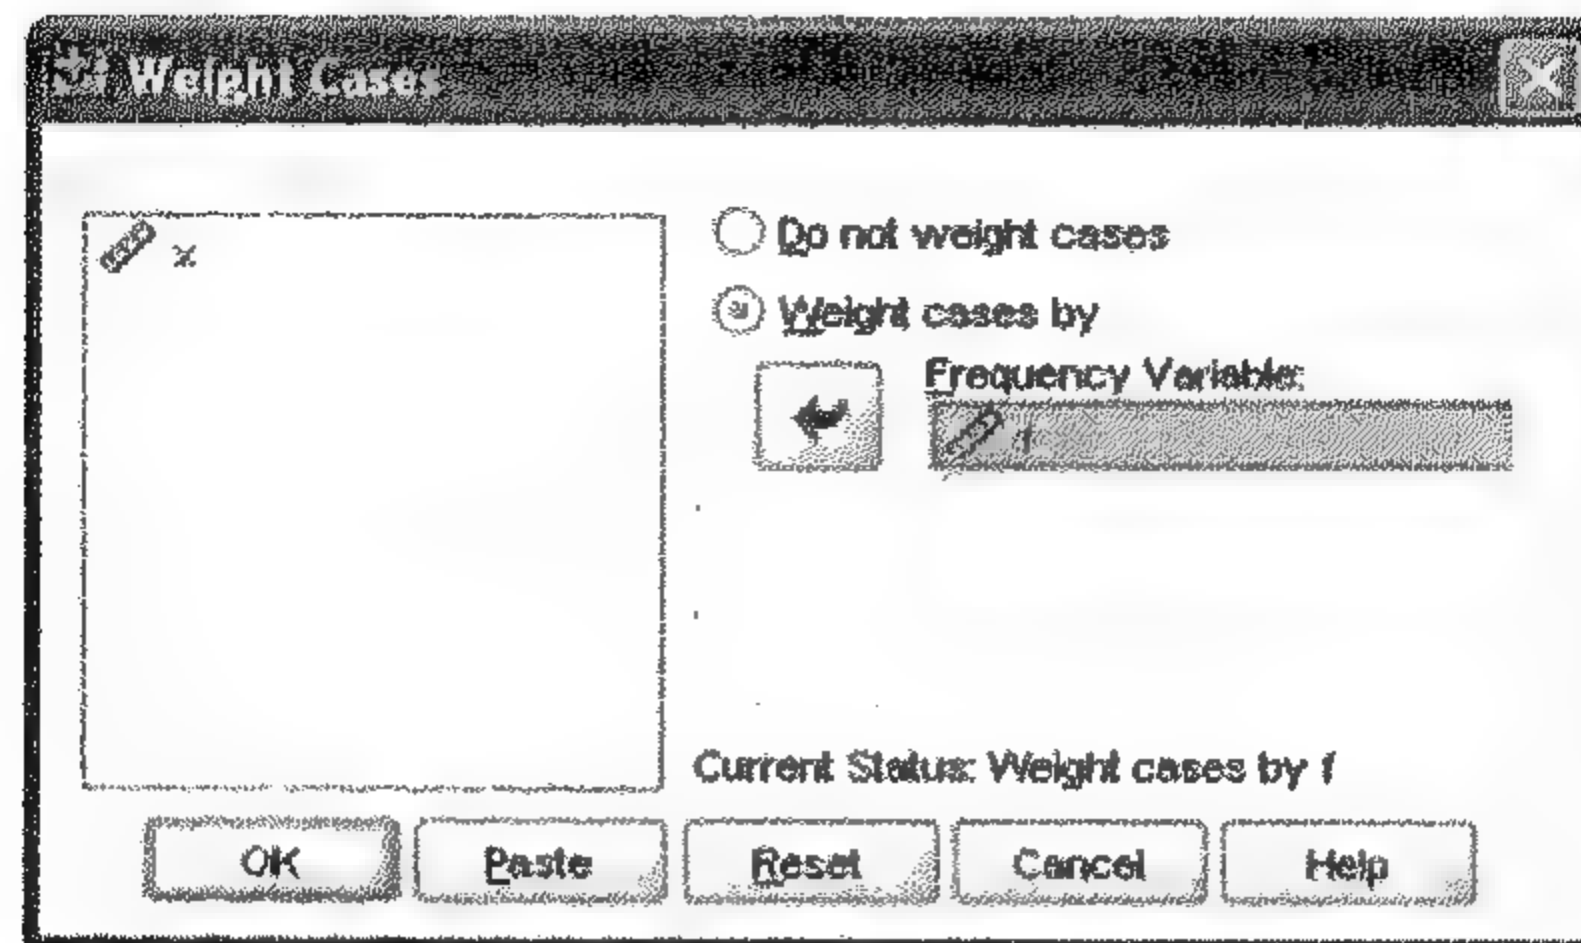 Weight Cases
x
Do not weight cases
Weight cases by
Frequency Variable:
f
Current Status: Weight cases by f
OK
Paste
Reset
Cancel
Help